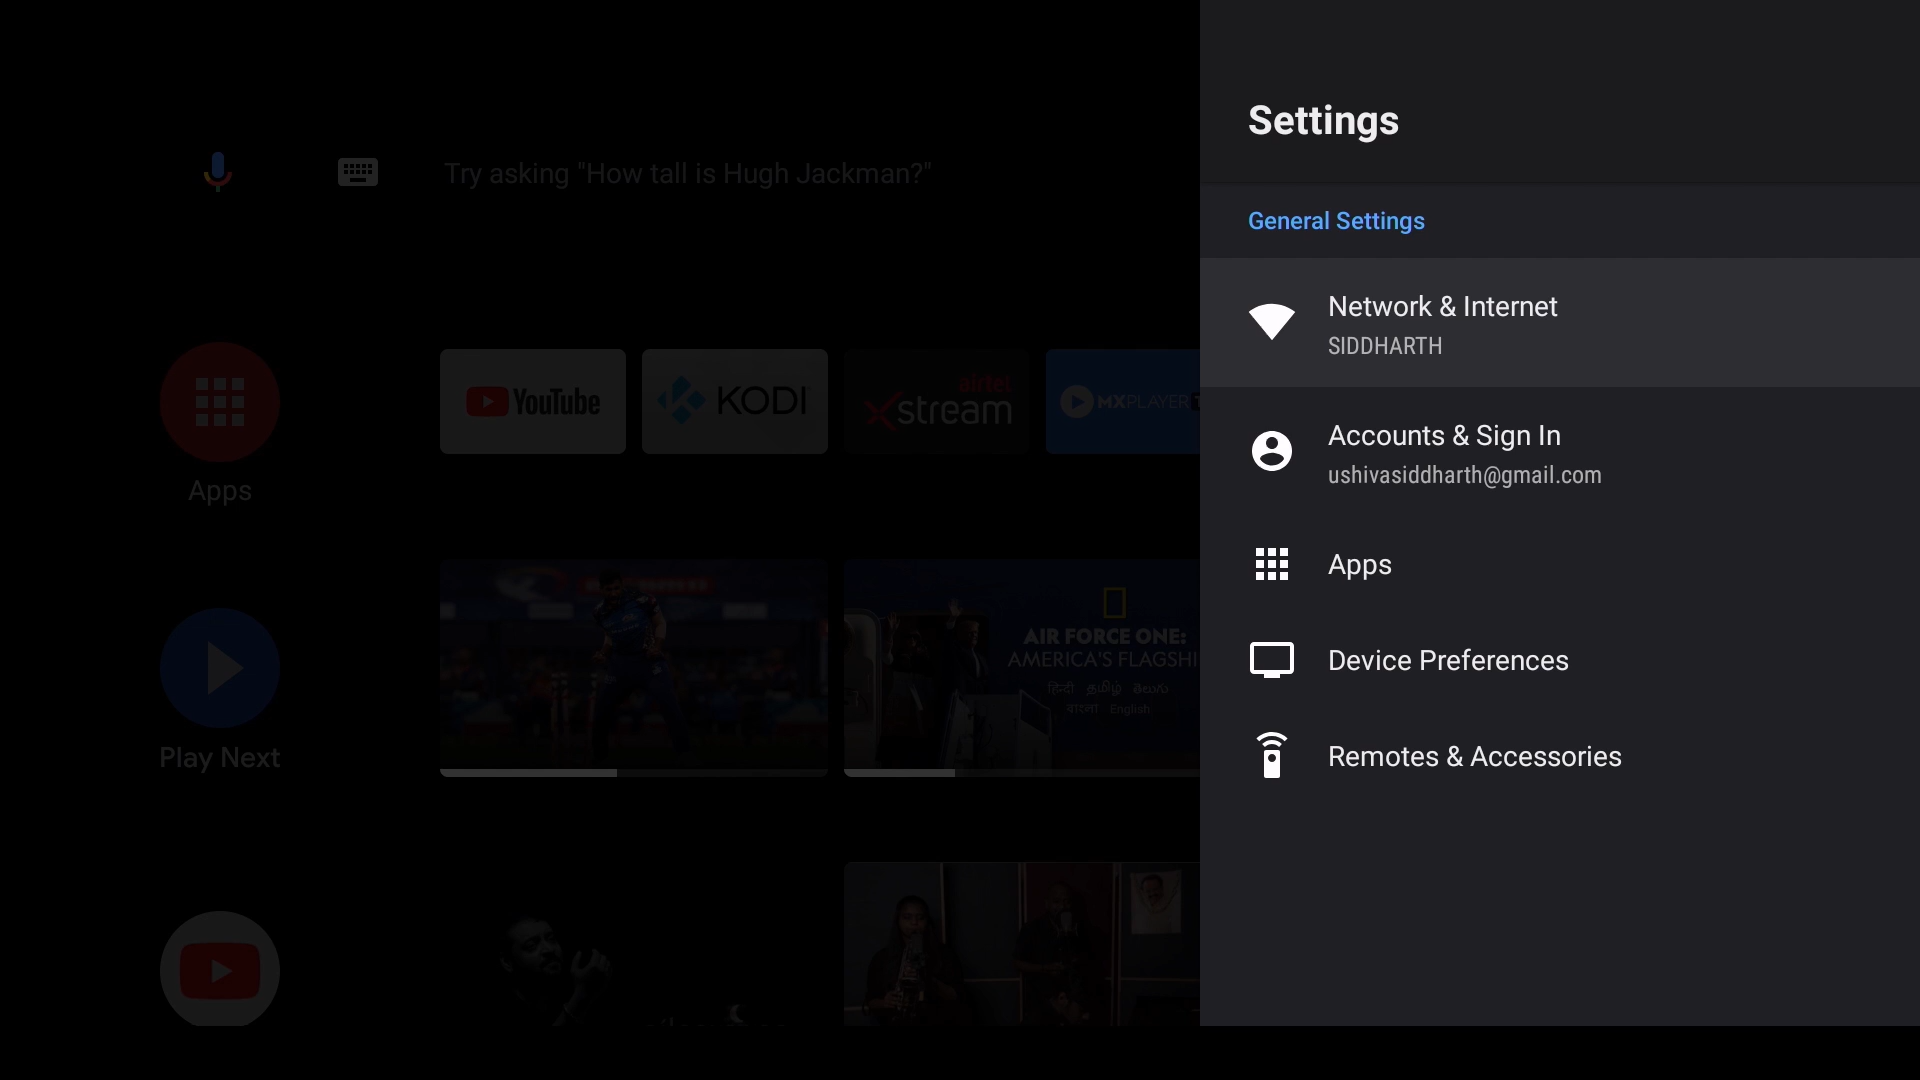 Try asking "How tall is Hugh Jackman?"
Apps
YouTube
KODI
airtel
Xstream
MXPLAYER
Play Next
AIR FORCE ONE:
AMERICA'S FLAGSHI
हिन्दी தமிழ் తెలుగు
বাংলা English
Settings
General Settings
Network & Internet
SIDDHARTH
Accounts & Sign In
ushivasiddharth@gmail.com
Apps
Device Preferences
Remotes & Accessories